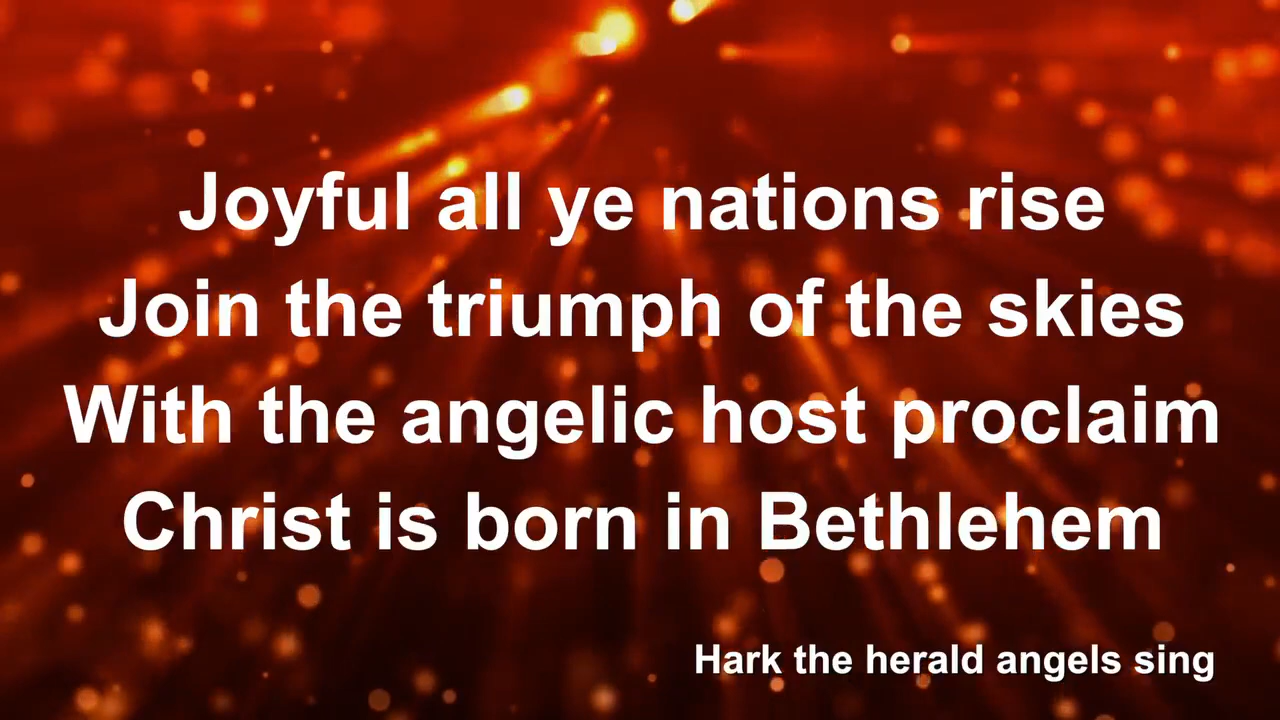 Joyful all ye nations rise
Join the triumph of the skies
With the angelic host proclaim
Christ is born in Bethlehem
Hark the herald angels sing